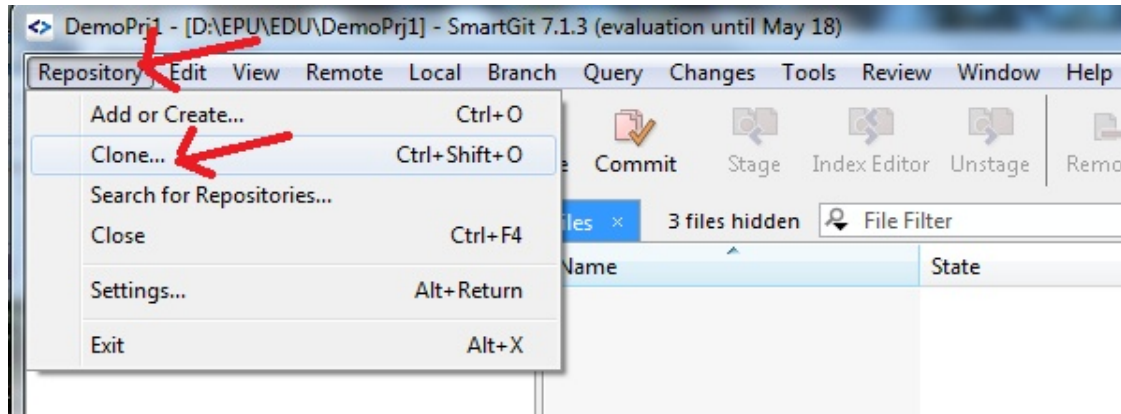 DemoPrj1 - [D:\EPU\EDU\DemoPrj1] - SmartGit 7.1.3 (evaluation until May 18)
Repository Edit View Remote Local Branch Query Changes Tools Review Window Help
Add or Create... Ctrl+O
Clone... Ctrl+Shift+O
Search for Repositories...
Close Ctrl+F4
Settings... Alt+Return
Exit Alt+X
Commit Stage Index Editor Unstage
3 files hidden File Filter
Name State